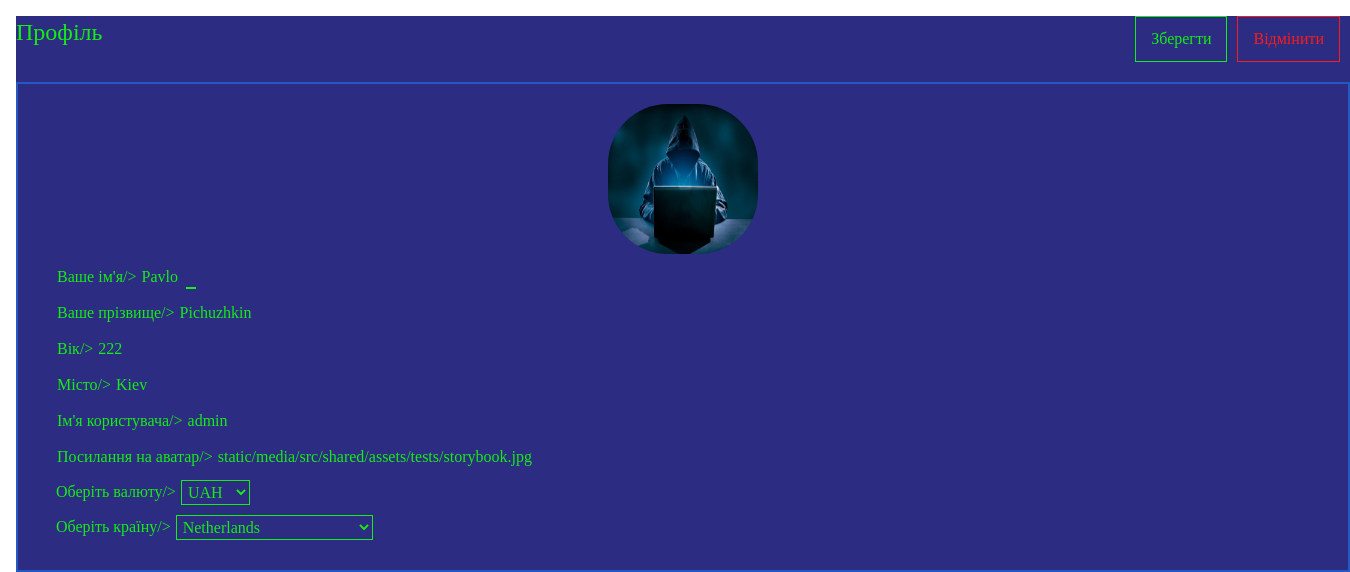 Профіль
Зберегти
Відмінити
Ваше ім'я/> Pavlo _
Ваше прізвище/> Pichuzhkin
Вік/> 222
Місто/> Kiev
Ім'я користувача/> admin
Посилання на аватар/> static/media/src/shared/assets/tests/storybook.jpg
Оберіть валюту/> UAH
Оберіть країну/> Netherlands